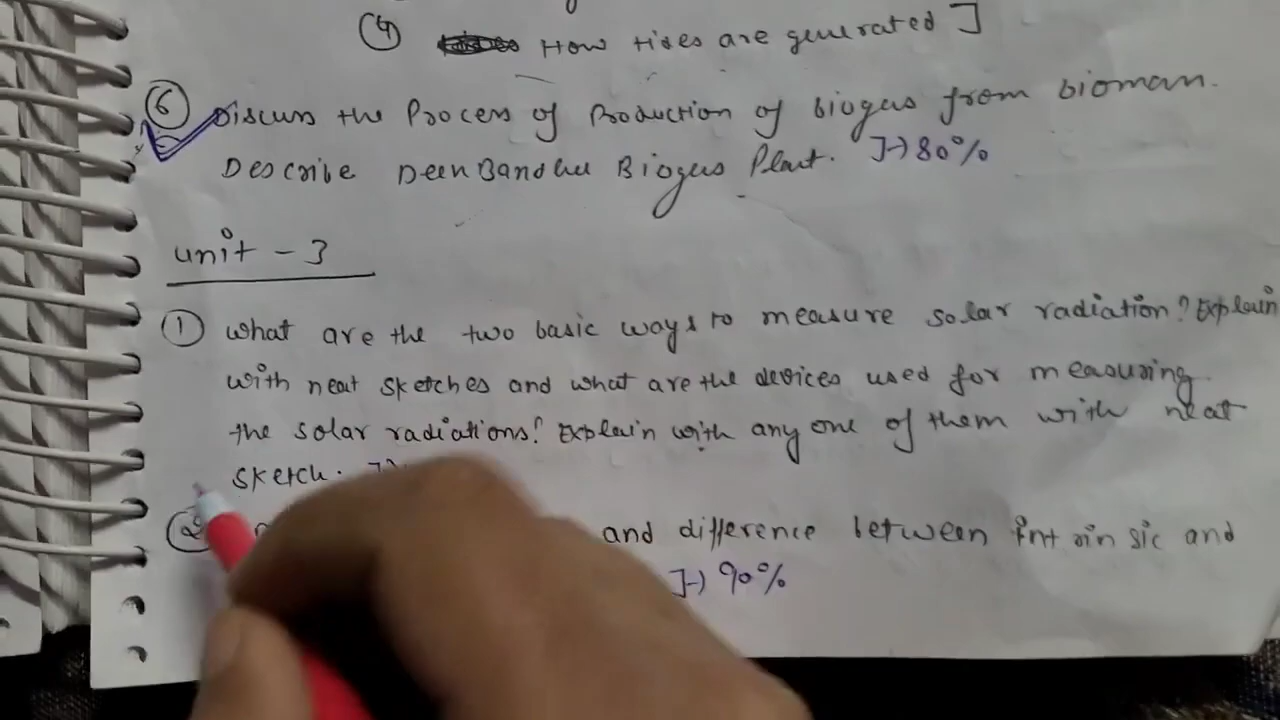 ④ How tides are generated ]
⑥ Discuss the Process of Production of biogas from biomass.
Describe DeenBandhu Biogas Plant. ]→80%
unit - 3
① what are the two basic ways to measure solar radiation? Explain
with neat sketches and what are the devices used for measuring
the solar radiations? Explain with any one of them with neat
sketch.
② and difference between intrinsic and
]→90%